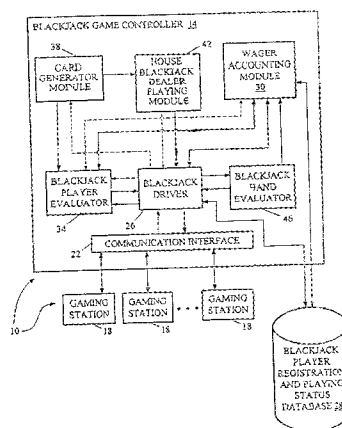 BLACKJACK GAME CONTROLLER 14
38
42
CARD
GENERATOR
MODULE
HOUSE
BLACKJACK
DEALER
PLAYING
MODULE
WAGER
ACCOUNTING
MODULE
30
BLACKJACK
PLAYER
EVALUATOR
34
BLACKJACK
DRIVER
26
BLACKJACK
HAND
EVALUATOR
46
22
COMMUNICATION INTERFACE
10
GAMING
STATION
18
GAMING
STATION
18
GAMING
STATION
18
BLACKJACK
PLAYER
REGISTRATION
AND PLAYING
STATUS
DATABASE 28